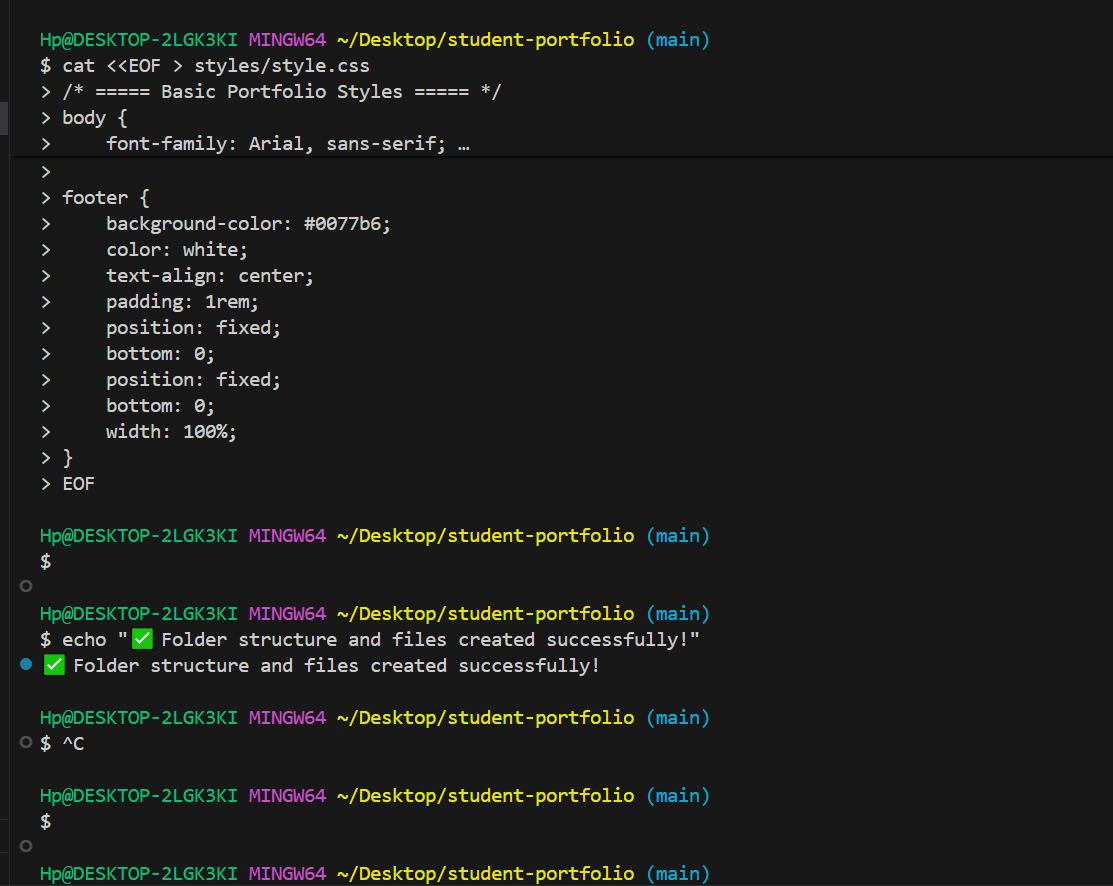 Hp@DESKTOP-2LGK3KI MINGW64 ~/Desktop/student-portfolio (main)
$ cat <<EOF > styles/style.css
> /* ===== Basic Portfolio Styles ===== */
> body {
>     font-family: Arial, sans-serif; …
>
> footer {
>     background-color: #0077b6;
>     color: white;
>     text-align: center;
>     padding: 1rem;
>     position: fixed;
>     bottom: 0;
>     position: fixed;
>     bottom: 0;
>     width: 100%;
> }
> EOF
Hp@DESKTOP-2LGK3KI MINGW64 ~/Desktop/student-portfolio (main)
$
Hp@DESKTOP-2LGK3KI MINGW64 ~/Desktop/student-portfolio (main)
$ echo "✅ Folder structure and files created successfully!"
✅ Folder structure and files created successfully!
Hp@DESKTOP-2LGK3KI MINGW64 ~/Desktop/student-portfolio (main)
$ ^C
Hp@DESKTOP-2LGK3KI MINGW64 ~/Desktop/student-portfolio (main)
$
Hp@DESKTOP-2LGK3KI MINGW64 ~/Desktop/student-portfolio (main)